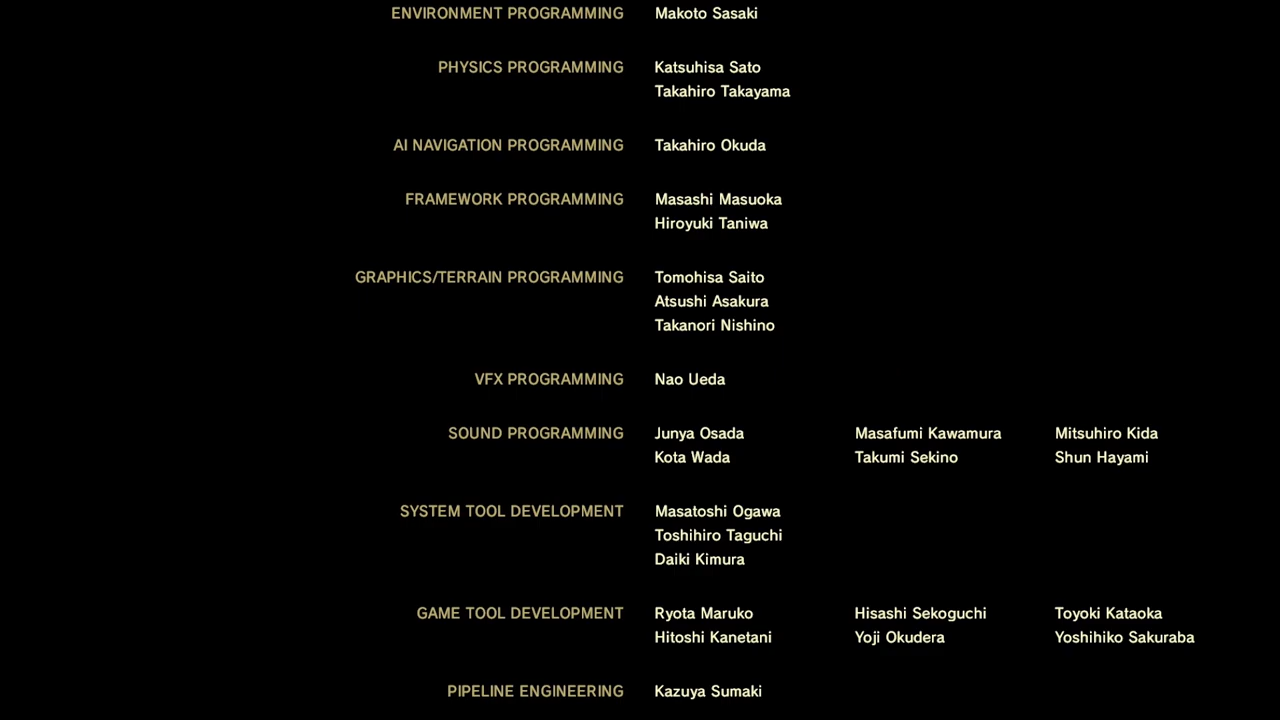 ENVIRONMENT PROGRAMMING Makoto Sasaki
PHYSICS PROGRAMMING Katsuhisa Sato
Takahiro Takayama
AI NAVIGATION PROGRAMMING Takahiro Okuda
FRAMEWORK PROGRAMMING Masashi Masuoka
Hiroyuki Taniwa
GRAPHICS/TERRAIN PROGRAMMING Tomohisa Saito
Atsushi Asakura
Takanori Nishino
VFX PROGRAMMING Nao Ueda
SOUND PROGRAMMING Junya Osada Masafumi Kawamura Mitsuhiro Kida
Kota Wada Takumi Sekino Shun Hayami
SYSTEM TOOL DEVELOPMENT Masatoshi Ogawa
Toshihiro Taguchi
Daiki Kimura
GAME TOOL DEVELOPMENT Ryota Maruko Hisashi Sekoguchi Toyoki Kataoka
Hitoshi Kanetani Yoji Okudera Yoshihiko Sakuraba
PIPELINE ENGINEERING Kazuya Sumaki